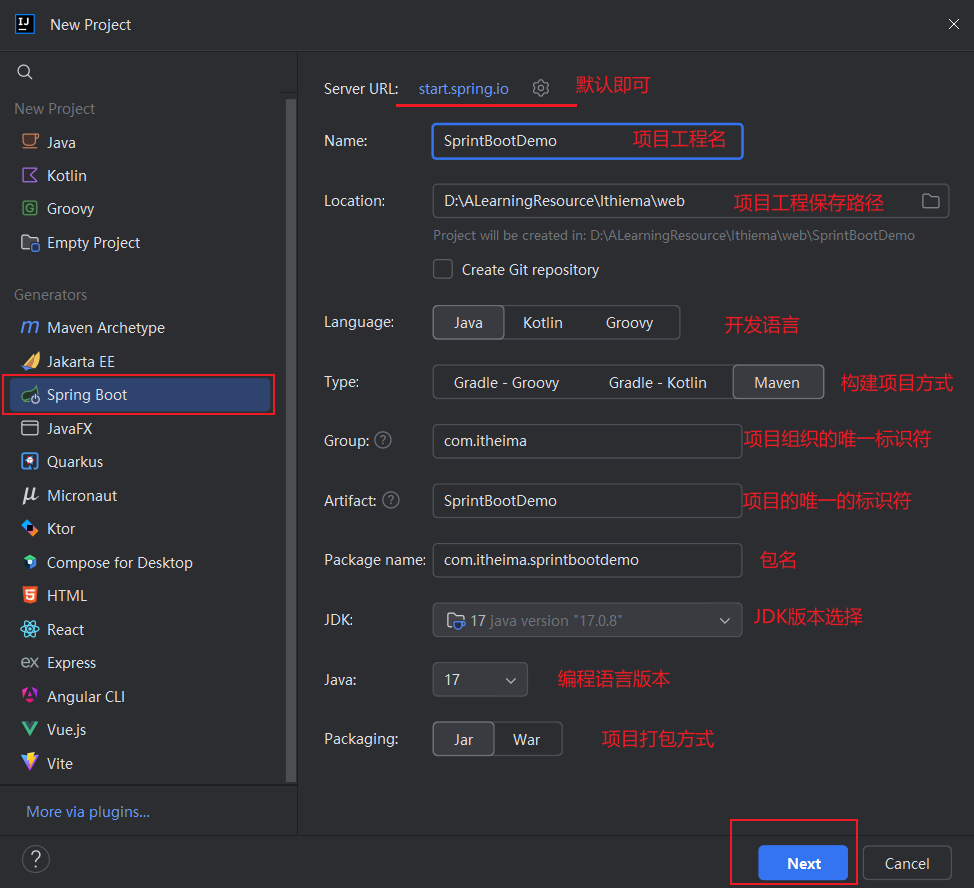 New Project
New Project
Java
Kotlin
Groovy
Empty Project
Generators
Maven Archetype
Jakarta EE
Spring Boot
JavaFX
Quarkus
Micronaut
Ktor
Compose for Desktop
HTML
React
Express
Angular CLI
Vue.js
Vite
More via plugins...
Server URL: start.spring.io 默认即可
Name: SprintBootDemo 项目工程名
Location: D:\ALearningResource\Ithiema\web 项目工程保存路径
Project will be created in: D:\ALearningResource\Ithiema\web\SprintBootDemo
Create Git repository
Language: Java Kotlin Groovy 开发语言
Type: Gradle - Groovy Gradle - Kotlin Maven 构建项目方式
Group: ? com.itheima 项目组织的唯一标识符
Artifact: ? SprintBootDemo 项目的唯一的标识符
Package name: com.itheima.sprintbootdemo 包名
JDK: 17 java version "17.0.8" JDK版本选择
Java: 17 编程语言版本
Packaging: Jar War 项目打包方式
? Next Cancel